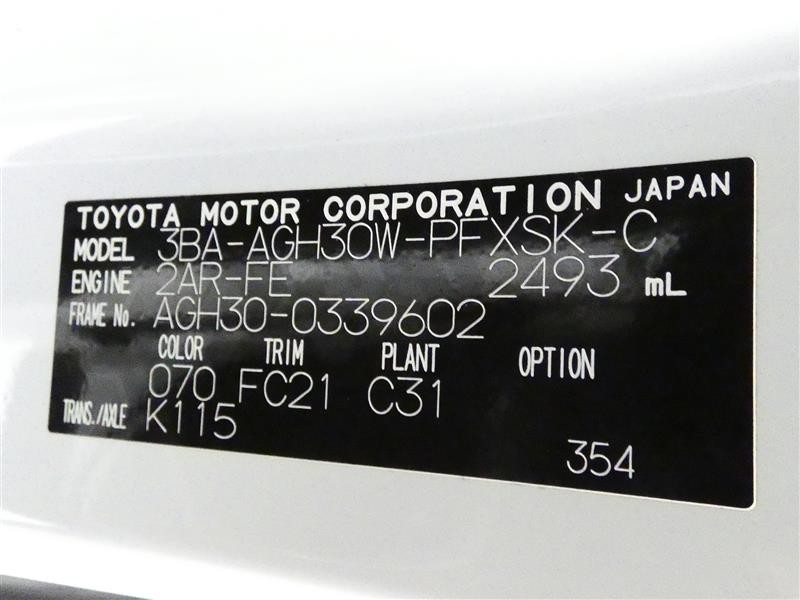 TOYOTA MOTOR CORPORATION JAPAN
MODEL 3BA-AGH30W-PFXSK-C
ENGINE 2AR-FE 2493 mL
FRAME No. AGH30-0339602
COLOR TRIM PLANT OPTION
070 FC21 C31
TRANS./AXLE K115
354